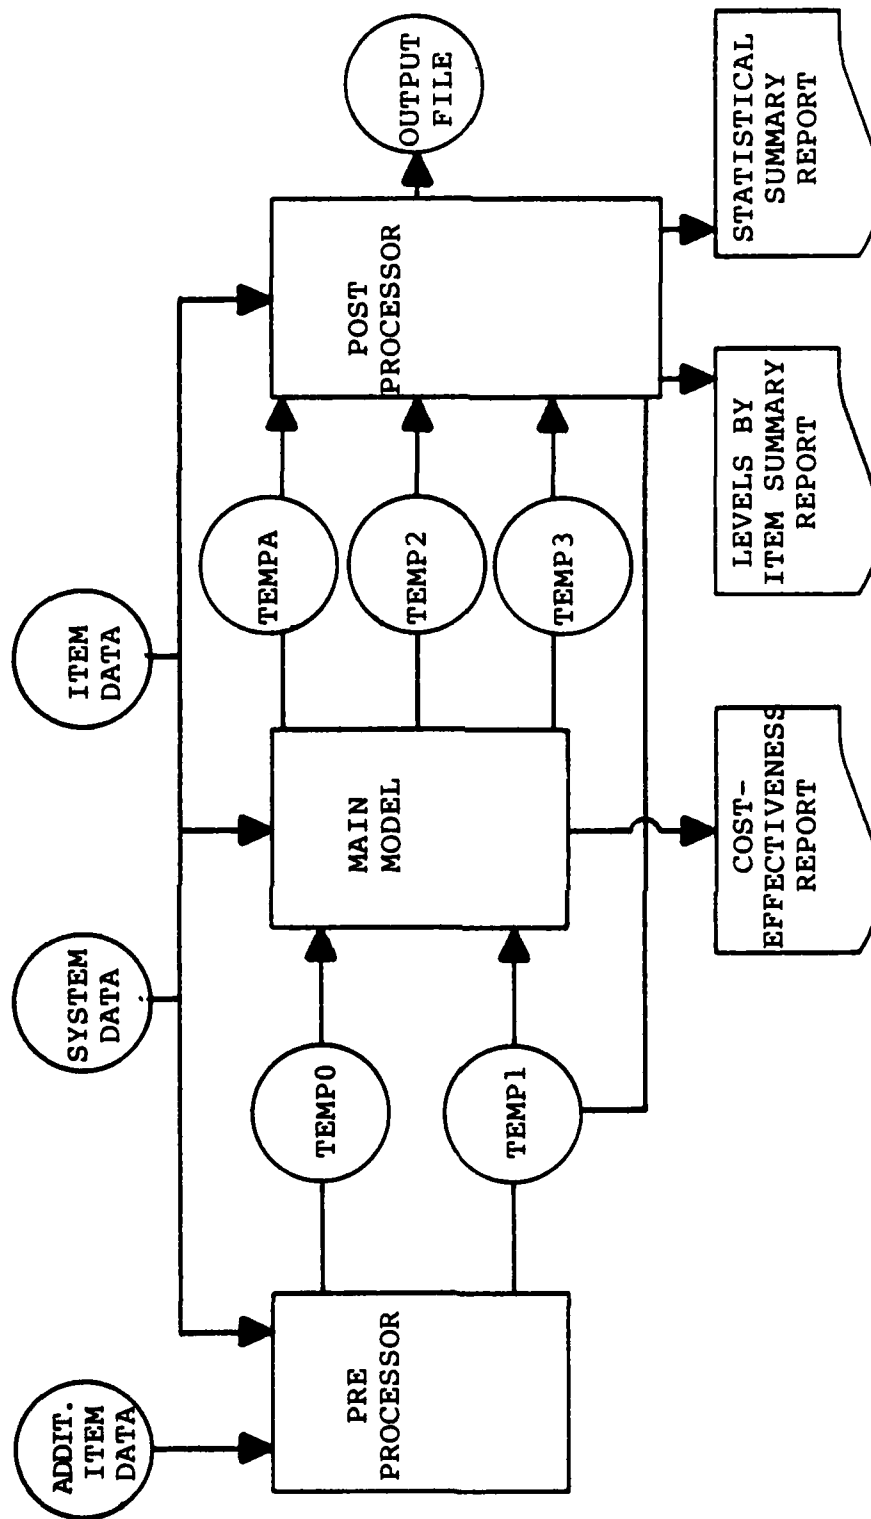 ADDIT.
ITEM
DATA
SYSTEM
DATA
ITEM
DATA
PRE
PROCESSOR
TEMP0
TEMP1
MAIN
MODEL
TEMPA
TEMP2
TEMP3
POST
PROCESSOR
OUTPUT
FILE
COST-
EFFECTIVENESS
REPORT
LEVELS BY
ITEM SUMMARY
REPORT
STATISTICAL
SUMMARY
REPORT